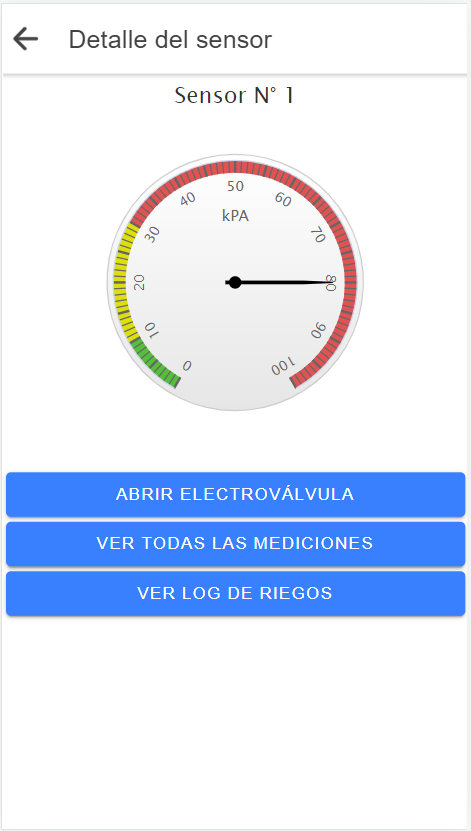 Detalle del sensor
Sensor N° 1
0
10
20
30
40
50
60
70
80
90
100
kPA
ABRIR ELECTROVÁLVULA
VER TODAS LAS MEDICIONES
VER LOG DE RIEGOS